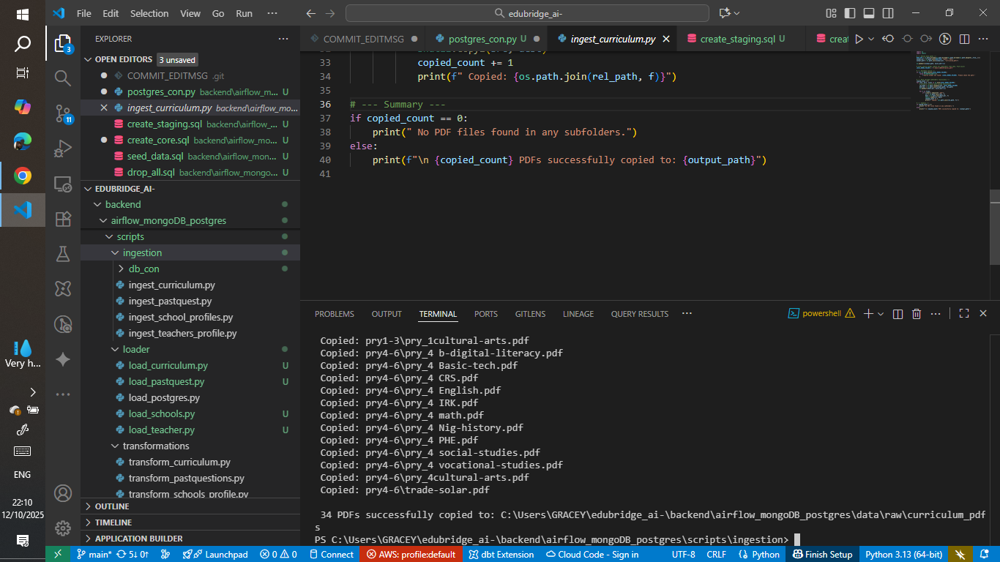 File Edit Selection View Go Run ···
edubridge_ai-
EXPLORER
OPEN EDITORS 3 unsaved
COMMIT_EDITMSG .git
postgres_con.py backend\airflow_m... U
ingest_curriculum.py backend\airflow_mo...
create_staging.sql backend\airflow_... U
create_core.sql backend\airflow_mo... U
seed_data.sql backend\airflow_mon... U
drop_all.sql backend\airflow_mongo... U
EDUBRIDGE_AI-
backend
airflow_mongoDB_postgres
scripts
ingestion
db_con
ingest_curriculum.py
ingest_pastquest.py
ingest_school_profiles.py
ingest_teachers_profile.py
loader
load_curriculum.py U
load_pastquest.py U
load_postgres.py
load_schools.py U
load_teacher.py U
transformations
transform_curriculum.py
transform_pastquestions.py
transform_schools_profile.py
OUTLINE
TIMELINE
APPLICATION BUILDER
3
11
Very h...
ENG
22:10
12/10/2025
COMMIT_EDITMSG
postgres_con.py U
ingest_curriculum.py
create_staging.sql U
33 copied_count += 1
34 print(f" Copied: {os.path.join(rel_path, f)}")
35
36 # --- Summary ---
37 if copied_count == 0:
38 print(" No PDF files found in any subfolders.")
39 else:
40 print(f"\n {copied_count} PDFs successfully copied to: {output_path}")
41
PROBLEMS OUTPUT TERMINAL PORTS GITLENS LINEAGE QUERY RESULTS ···
powershell
Copied: pry1-3\pry_1cultural-arts.pdf
Copied: pry4-6\pry_4 b-digital-literacy.pdf
Copied: pry4-6\pry_4 Basic-tech.pdf
Copied: pry4-6\pry_4 CRS.pdf
Copied: pry4-6\pry_4 English.pdf
Copied: pry4-6\pry_4 IRK.pdf
Copied: pry4-6\pry_4 math.pdf
Copied: pry4-6\pry_4 Nig-history.pdf
Copied: pry4-6\pry_4 PHE.pdf
Copied: pry4-6\pry_4 social-studies.pdf
Copied: pry4-6\pry_4 vocational-studies.pdf
Copied: pry4-6\pry_4cultural-arts.pdf
Copied: pry4-6\trade-solar.pdf
34 PDFs successfully copied to: C:\Users\GRACEY\edubridge_ai-\backend\airflow_mongoDB_postgres\data\raw\curriculum_pdf
s
PS C:\Users\GRACEY\edubridge_ai-\backend\airflow_mongoDB_postgres\scripts\ingestion>
main* 5↓ 0↑ Launchpad 0 0 Connect AWS: profile:default dbt Extension Cloud Code - Sign in UTF-8 CRLF {} Python Finish Setup Python 3.13 (64-bit)